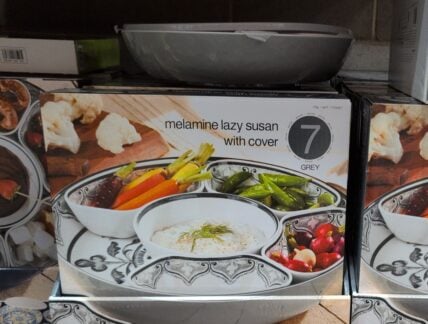 melamine lazy susan
with cover
7
GREY